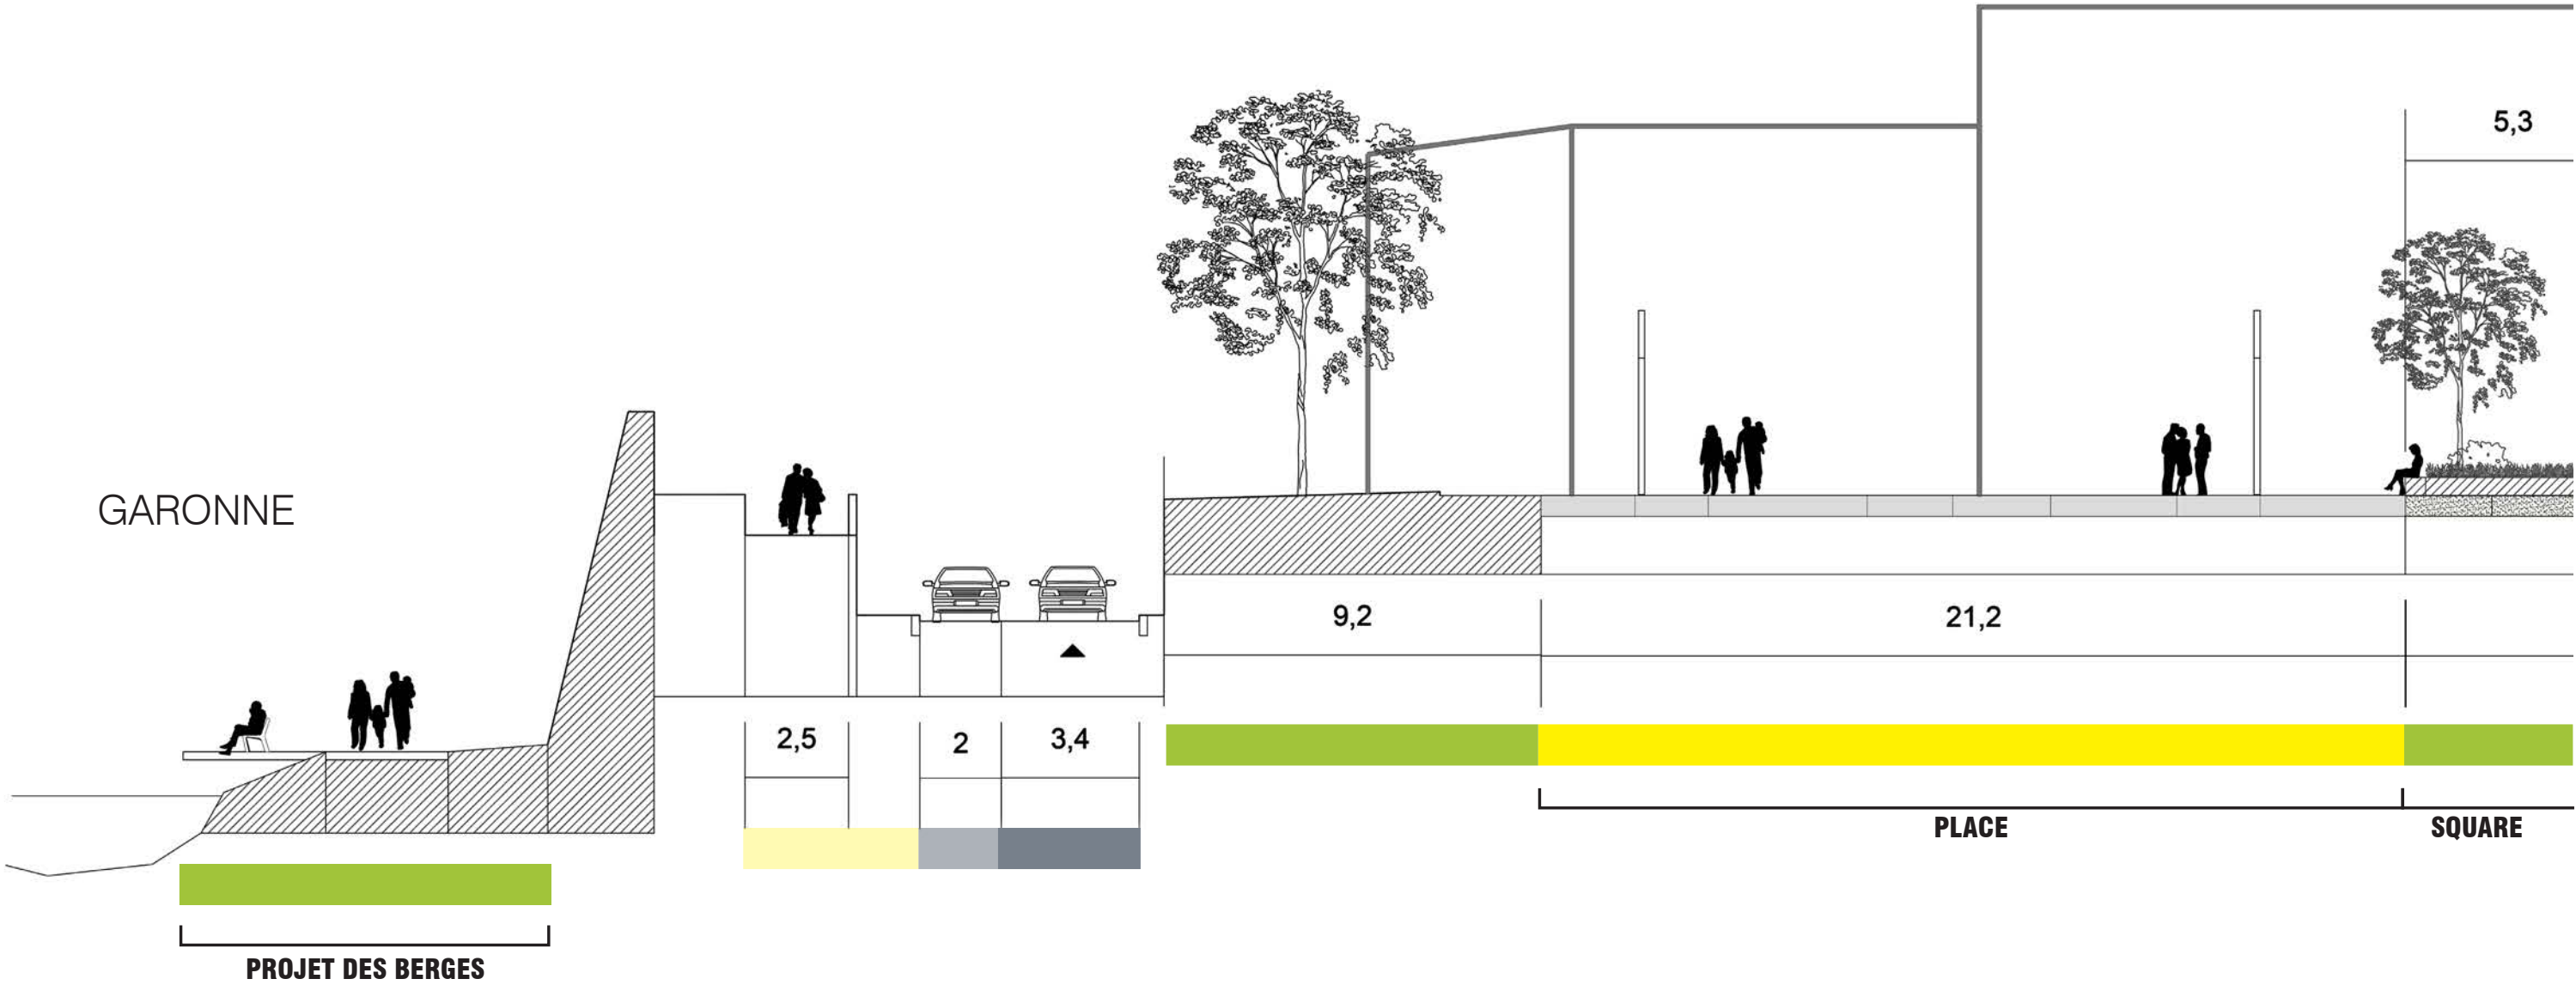 5,3
GARONNE
9,2
21,2
2,5
2
3,4
PLACE
SQUARE
PROJET DES BERGES